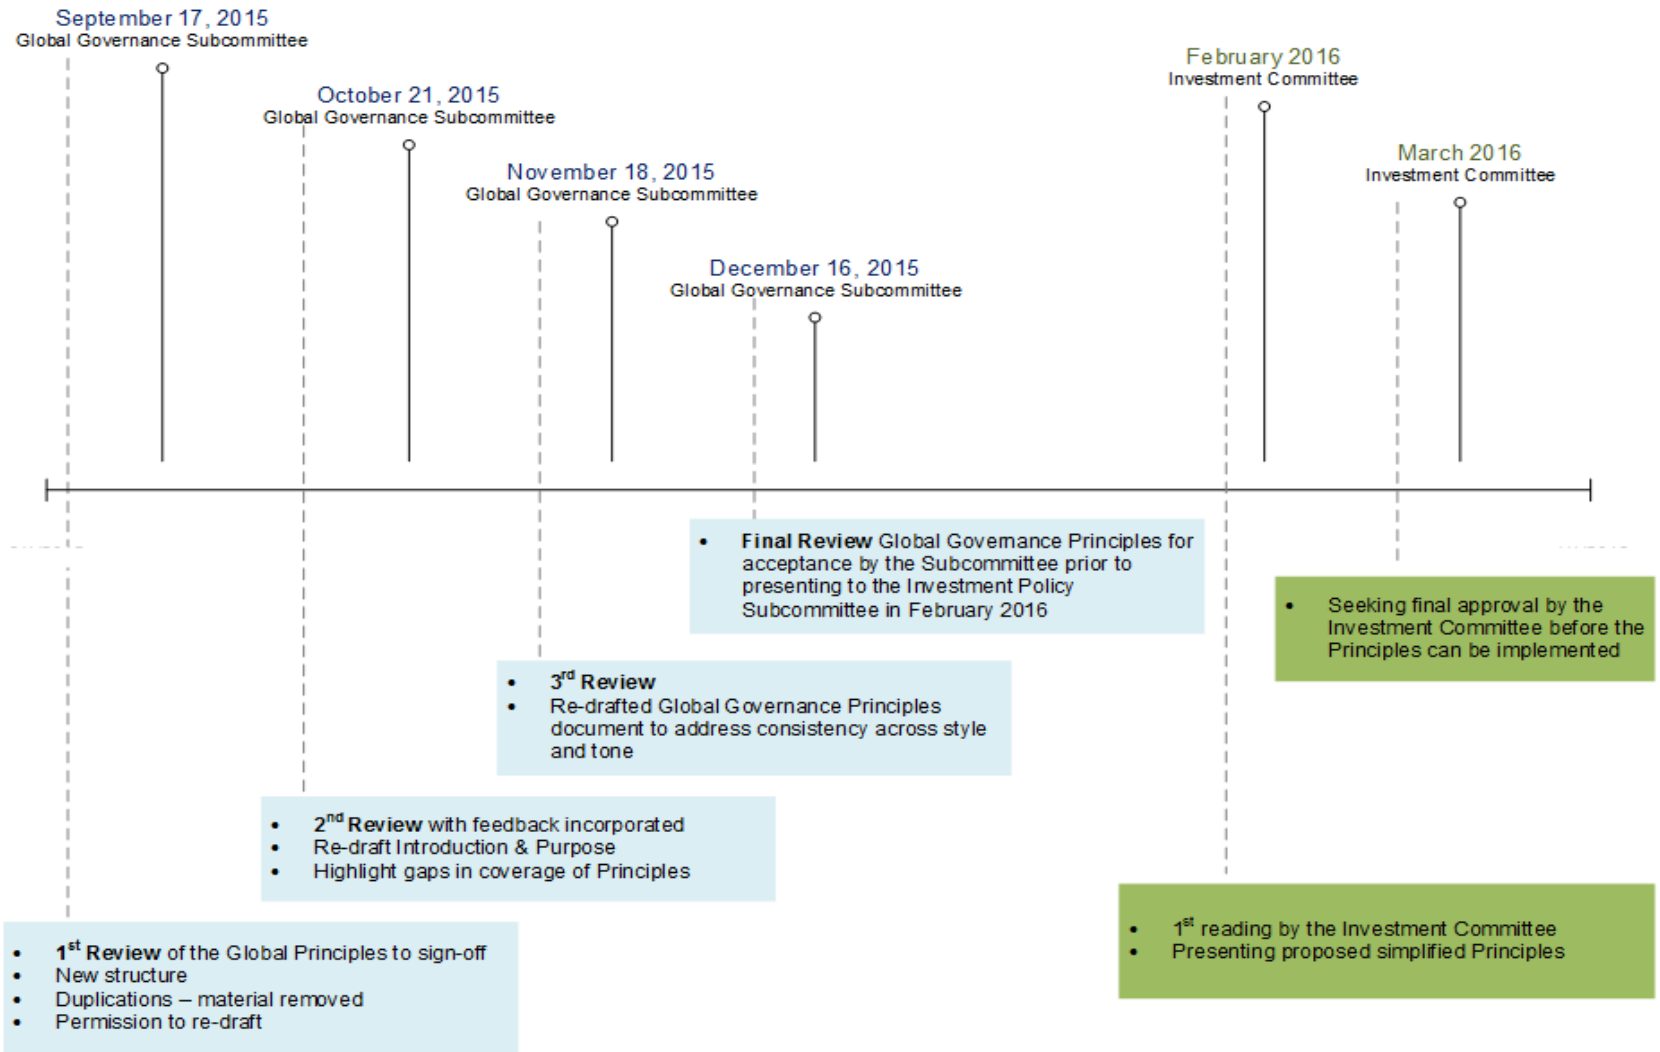 September 17, 2015
Global Governance Subcommittee
October 21, 2015
Global Governance Subcommittee
November 18, 2015
Global Governance Subcommittee
December 16, 2015
Global Governance Subcommittee
February 2016
Investment Committee
March 2016
Investment Committee
• Final Review Global Governance Principles for
acceptance by the Subcommittee prior to
presenting to the Investment Policy
Subcommittee in February 2016
• Seeking final approval by the
Investment Committee before the
Principles can be implemented
• 3rd Review
• Re-drafted Global Governance Principles
document to address consistency across style
and tone
• 2nd Review with feedback incorporated
• Re-draft Introduction & Purpose
• Highlight gaps in coverage of Principles
• 1st Review of the Global Principles to sign-off
• New structure
• Duplications – material removed
• Permission to re-draft
• 1st reading by the Investment Committee
• Presenting proposed simplified Principles